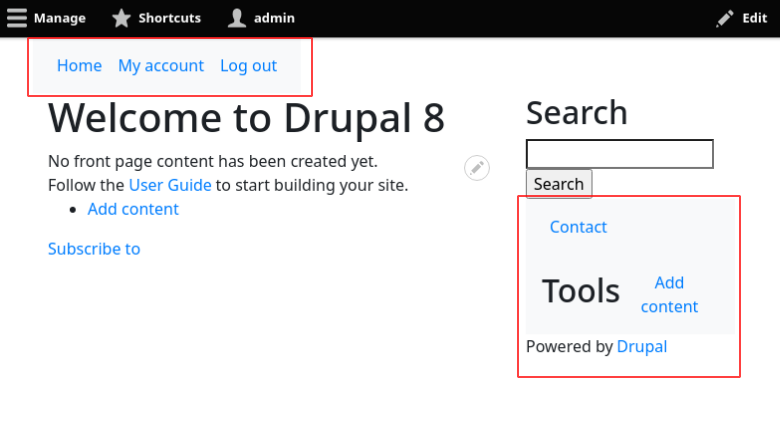 Manage Shortcuts admin Edit
Home My account Log out
Welcome to Drupal 8
No front page content has been created yet.
Follow the User Guide to start building your site.
Add content
Subscribe to
Search
Search
Contact
Tools
Add
content
Powered by Drupal